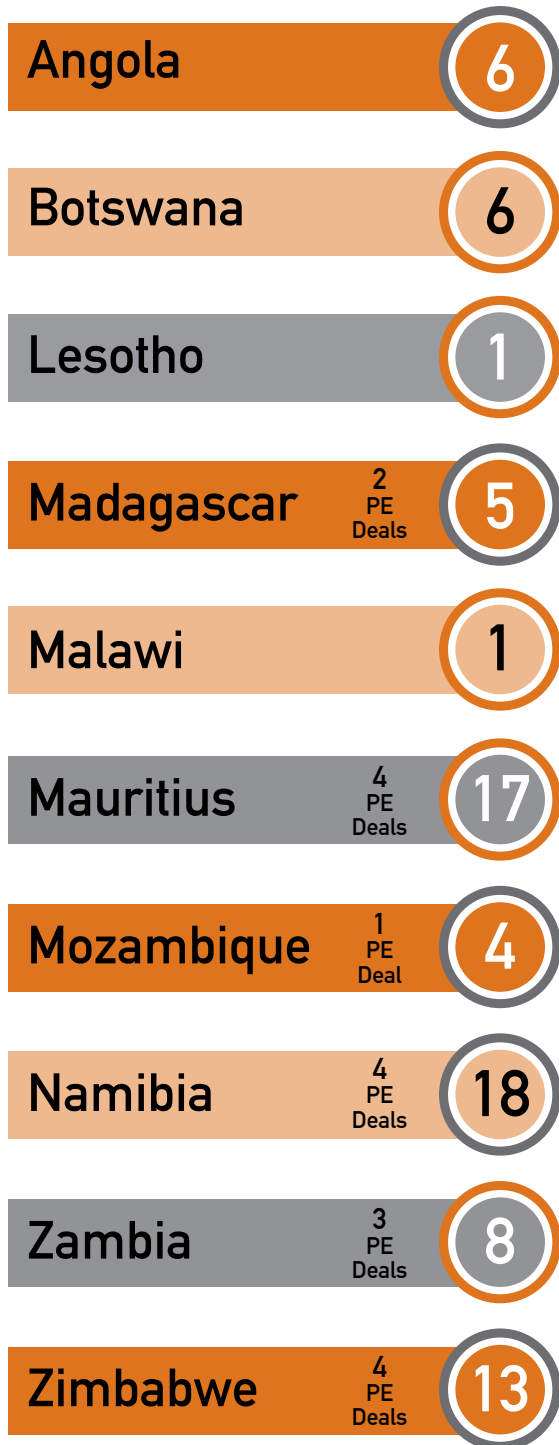 Angola 6
Botswana 6
Lesotho 1
Madagascar 2 PE Deals 5
Malawi 1
Mauritius 4 PE Deals 17
Mozambique 1 PE Deal 4
Namibia 4 PE Deals 18
Zambia 3 PE Deals 8
Zimbabwe 4 PE Deals 13